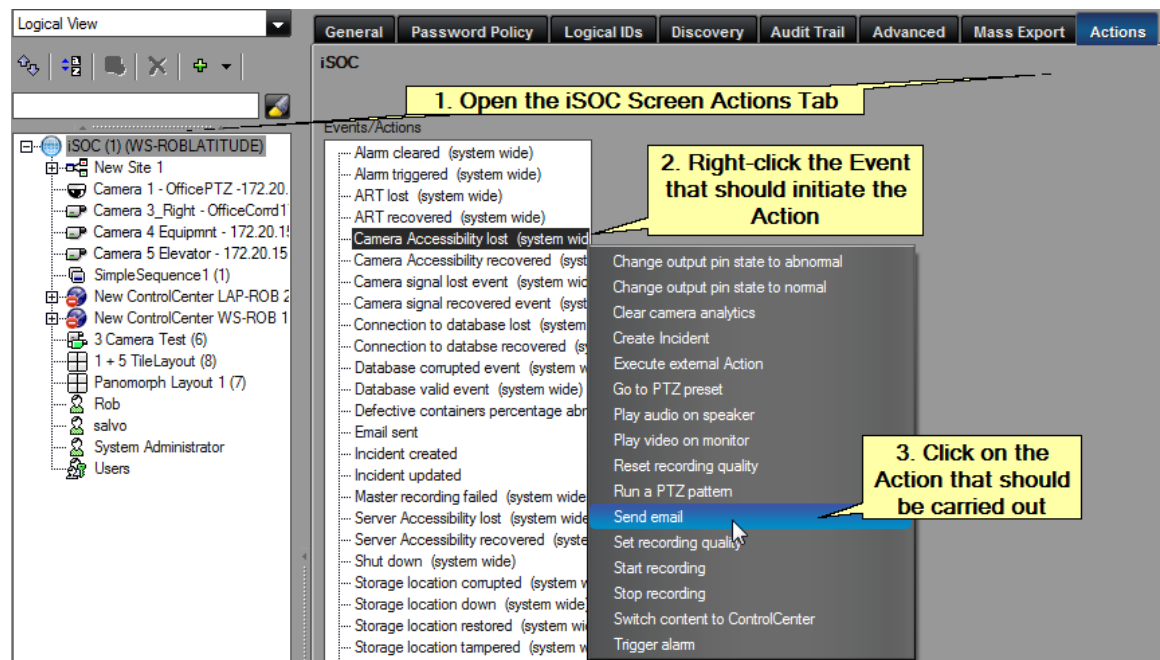 Logical View
General Password Policy Logical IDs Discovery Audit Trail Advanced Mass Export Actions
iSOC
1. Open the iSOC Screen Actions Tab
iSOC (1) (WS-ROBLATITUDE)
New Site 1
Camera 1 - OfficePTZ -172.20.
Camera 3_Right - OfficeCorrd1
Camera 4 Equipmnt - 172.20.1
Camera 5 Elevator - 172.20.15
SimpleSequence1 (1)
New ControlCenter LAP-ROB 2
New ControlCenter WS-ROB 1
3 Camera Test (6)
1 + 5 TileLayout (8)
Panomorph Layout 1 (7)
Rob
salvo
System Administrator
Users
Events/Actions
Alarm cleared (system wide)
Alarm triggered (system wide)
ART lost (system wide)
ART recovered (system wide)
Camera Accessibility lost (system wid
Camera Accessibility recovered (syst
Camera signal lost event (system wid
Camera signal recovered event (syst
Connection to database lost (system
Connection to databse recovered (sy
Database corrupted event (system w
Database valid event (system wide)
Defective containers percentage abr
Email sent
Incident created
Incident updated
Master recording failed (system wide
Server Accessibility lost (system wide
Server Accessibility recovered (syste
Shut down (system wide)
Storage location corrupted (system w
Storage location down (system wide)
Storage location restored (system wi
Storage location tampered (system w
2. Right-click the Event
that should initiate the
Action
Change output pin state to abnormal
Change output pin state to normal
Clear camera analytics
Create Incident
Execute external Action
Go to PTZ preset
Play audio on speaker
Play video on monitor
Reset recording quality
Run a PTZ pattern
Send email
Set recording quality
Start recording
Stop recording
Switch content to ControlCenter
Trigger alarm
3. Click on the
Action that should
be carried out